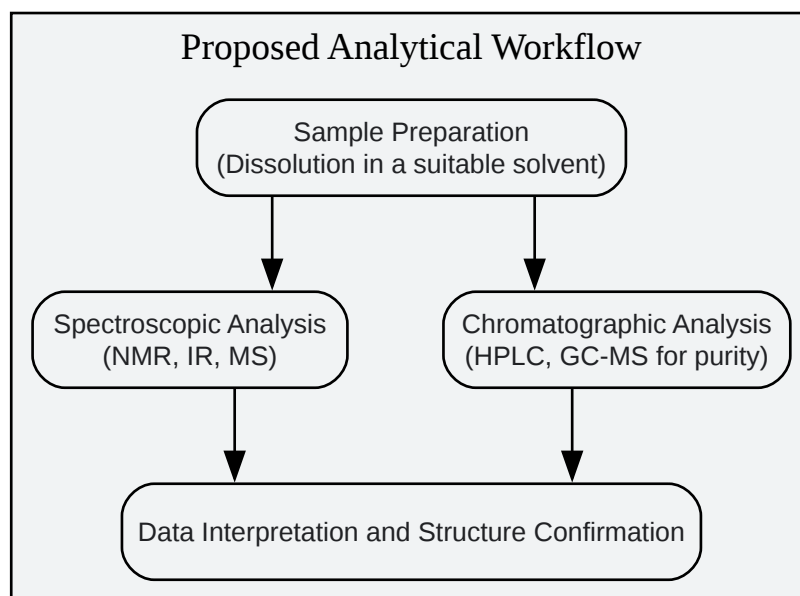 Proposed Analytical Workflow
Sample Preparation
(Dissolution in a suitable solvent)
Spectroscopic Analysis
(NMR, IR, MS)
Chromatographic Analysis
(HPLC, GC-MS for purity)
Data Interpretation and Structure Confirmation